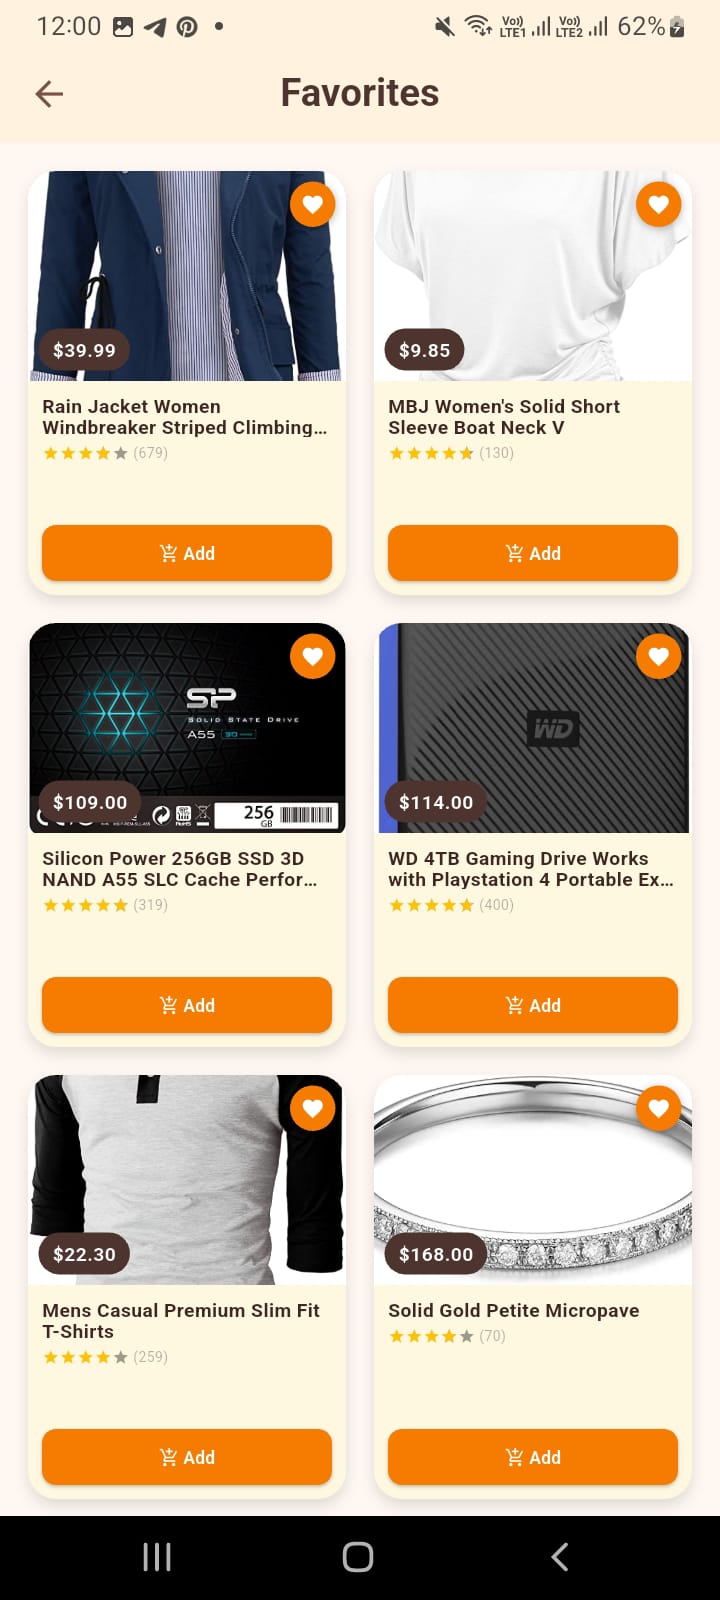 12:00 Vo) LTE1 Vo) LTE2 62%
Favorites
$39.99
Rain Jacket Women
Windbreaker Striped Climbing...
(679)
Add
$9.85
MBJ Women's Solid Short
Sleeve Boat Neck V
(130)
Add
SP
SOLID STATE DRIVE
A55 3D
256
GB
$109.00
Silicon Power 256GB SSD 3D
NAND A55 SLC Cache Perfor...
(319)
Add
WD
$114.00
WD 4TB Gaming Drive Works
with Playstation 4 Portable Ex...
(400)
Add
$22.30
Mens Casual Premium Slim Fit
T-Shirts
(259)
Add
$168.00
Solid Gold Petite Micropave
(70)
Add